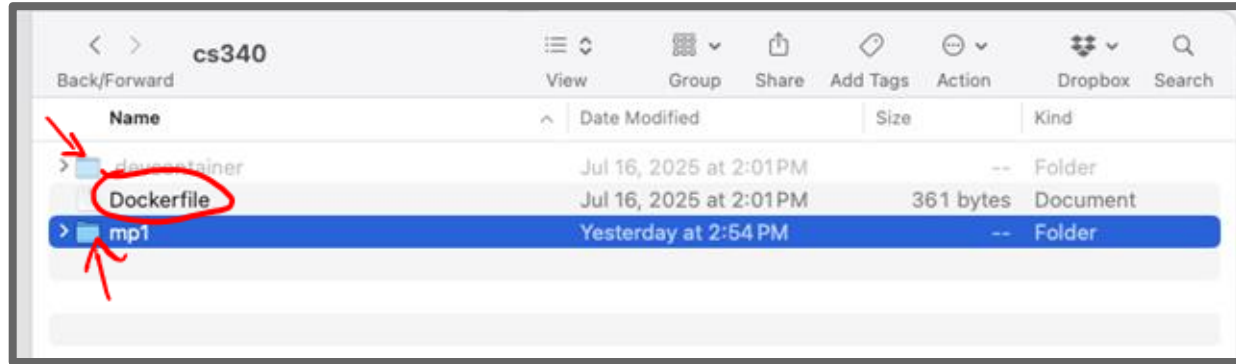 cs340
Back/Forward View Group Share Add Tags Action Dropbox Search
Name Date Modified Size Kind
.devcontainer Jul 16, 2025 at 2:01 PM -- Folder
Dockerfile Jul 16, 2025 at 2:01 PM 361 bytes Document
mp1 Yesterday at 2:54 PM -- Folder